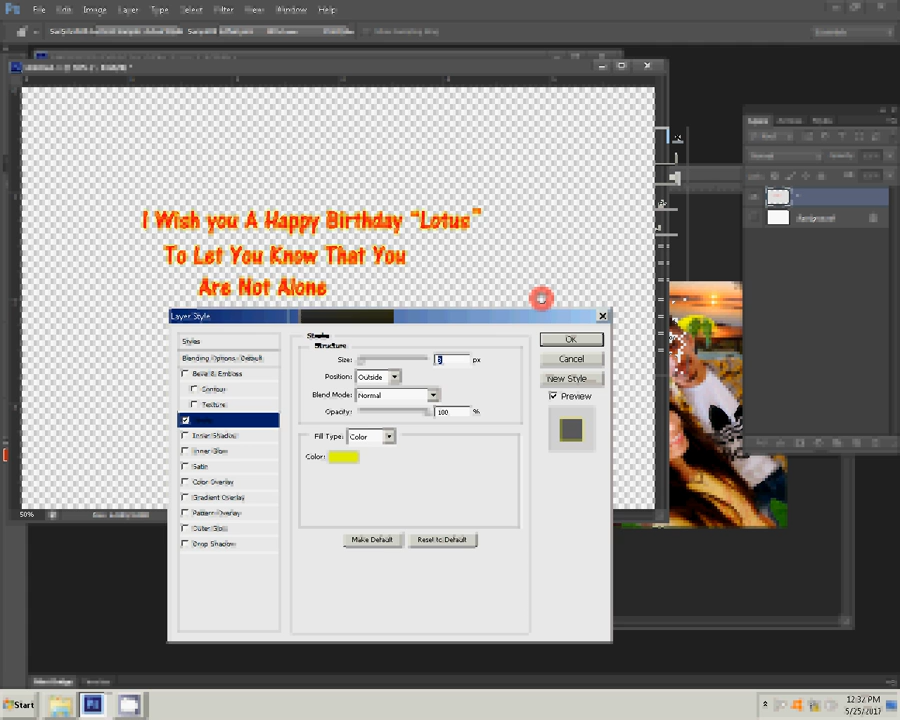 File Edit Image Layer Type Select Filter View Window Help
I Wish you A Happy Birthday "Lotus"
To Let You Know That You
Are Not Alone
Layer Style
Styles
Blending Options: Default
Bevel & Emboss
Contour
Texture
Inner Shadow
Inner Glow
Satin
Color Overlay
Gradient Overlay
Pattern Overlay
Outer Glow
Drop Shadow
Stroke
Structure
Size: 3 px
Position: Outside
Blend Mode: Normal
Opacity: 100 %
Fill Type: Color
Color:
Make Default Reset to Default
OK
Cancel
New Style...
Preview
Layers
Normal
Background
50%
Start
12:32 PM
5/25/2017